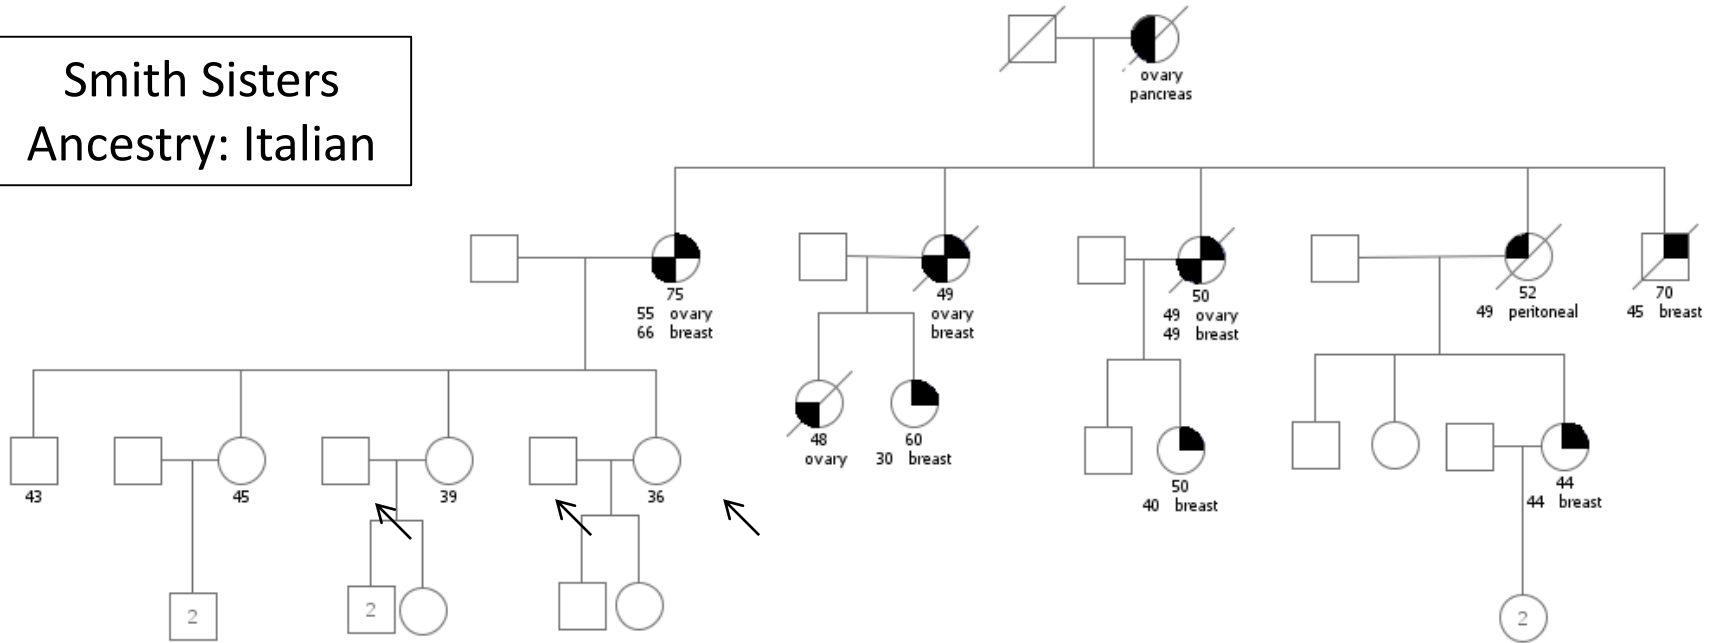 Smith Sisters
Ancestry: Italian
ovary
pancreas
75
55 ovary
66 breast
49
ovary
breast
50
49 ovary
49 breast
52
49 peritoneal
70
45 breast
43
45
39
36
48
ovary
60
30 breast
50
40 breast
44
44 breast
2
2
2